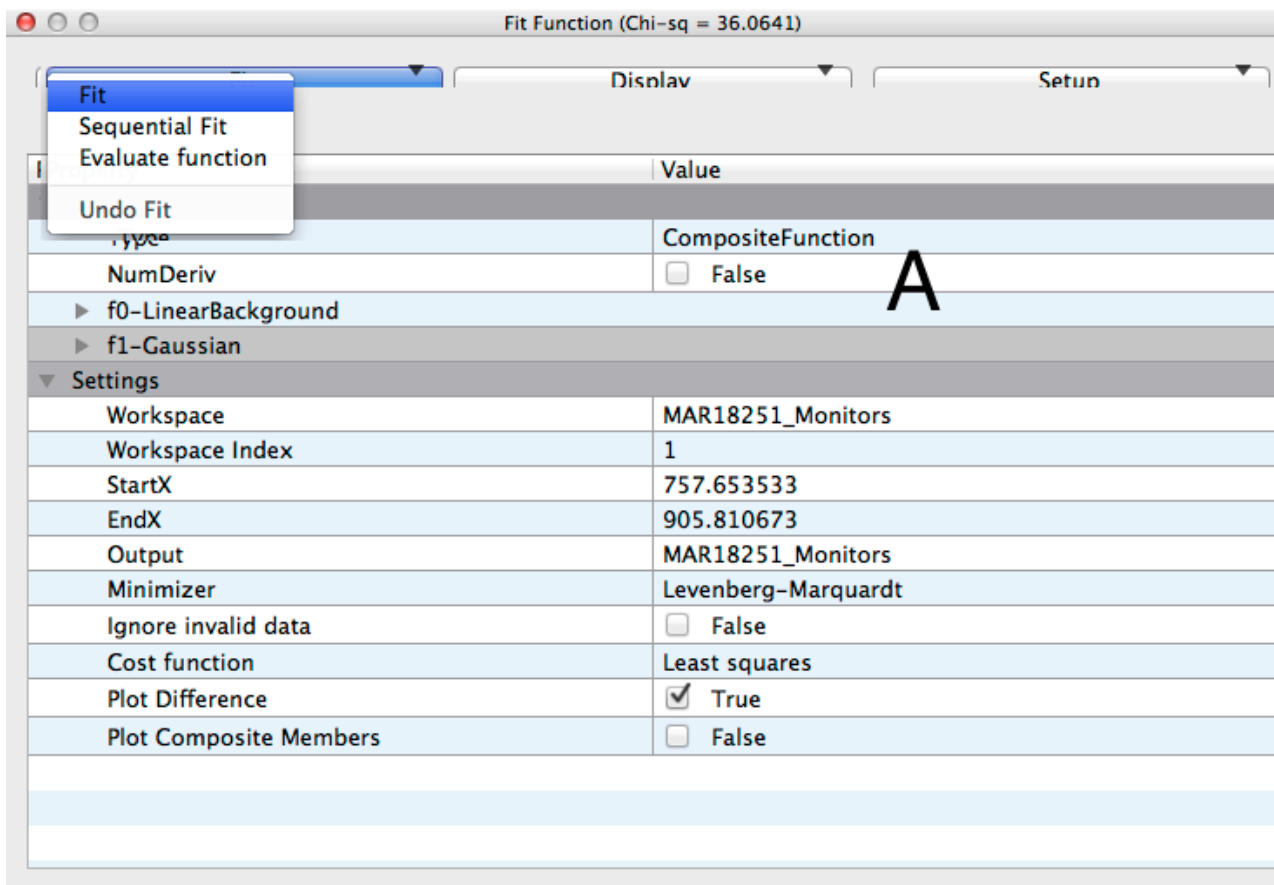 Fit Function (Chi-sq = 36.0641)
Display Setup
Fit
Sequential Fit
Evaluate function
Undo Fit
Value
Type CompositeFunction
NumDeriv False
A
f0-LinearBackground
f1-Gaussian
Settings
Workspace MAR18251_Monitors
Workspace Index 1
StartX 757.653533
EndX 905.810673
Output MAR18251_Monitors
Minimizer Levenberg-Marquardt
Ignore invalid data False
Cost function Least squares
Plot Difference True
Plot Composite Members False